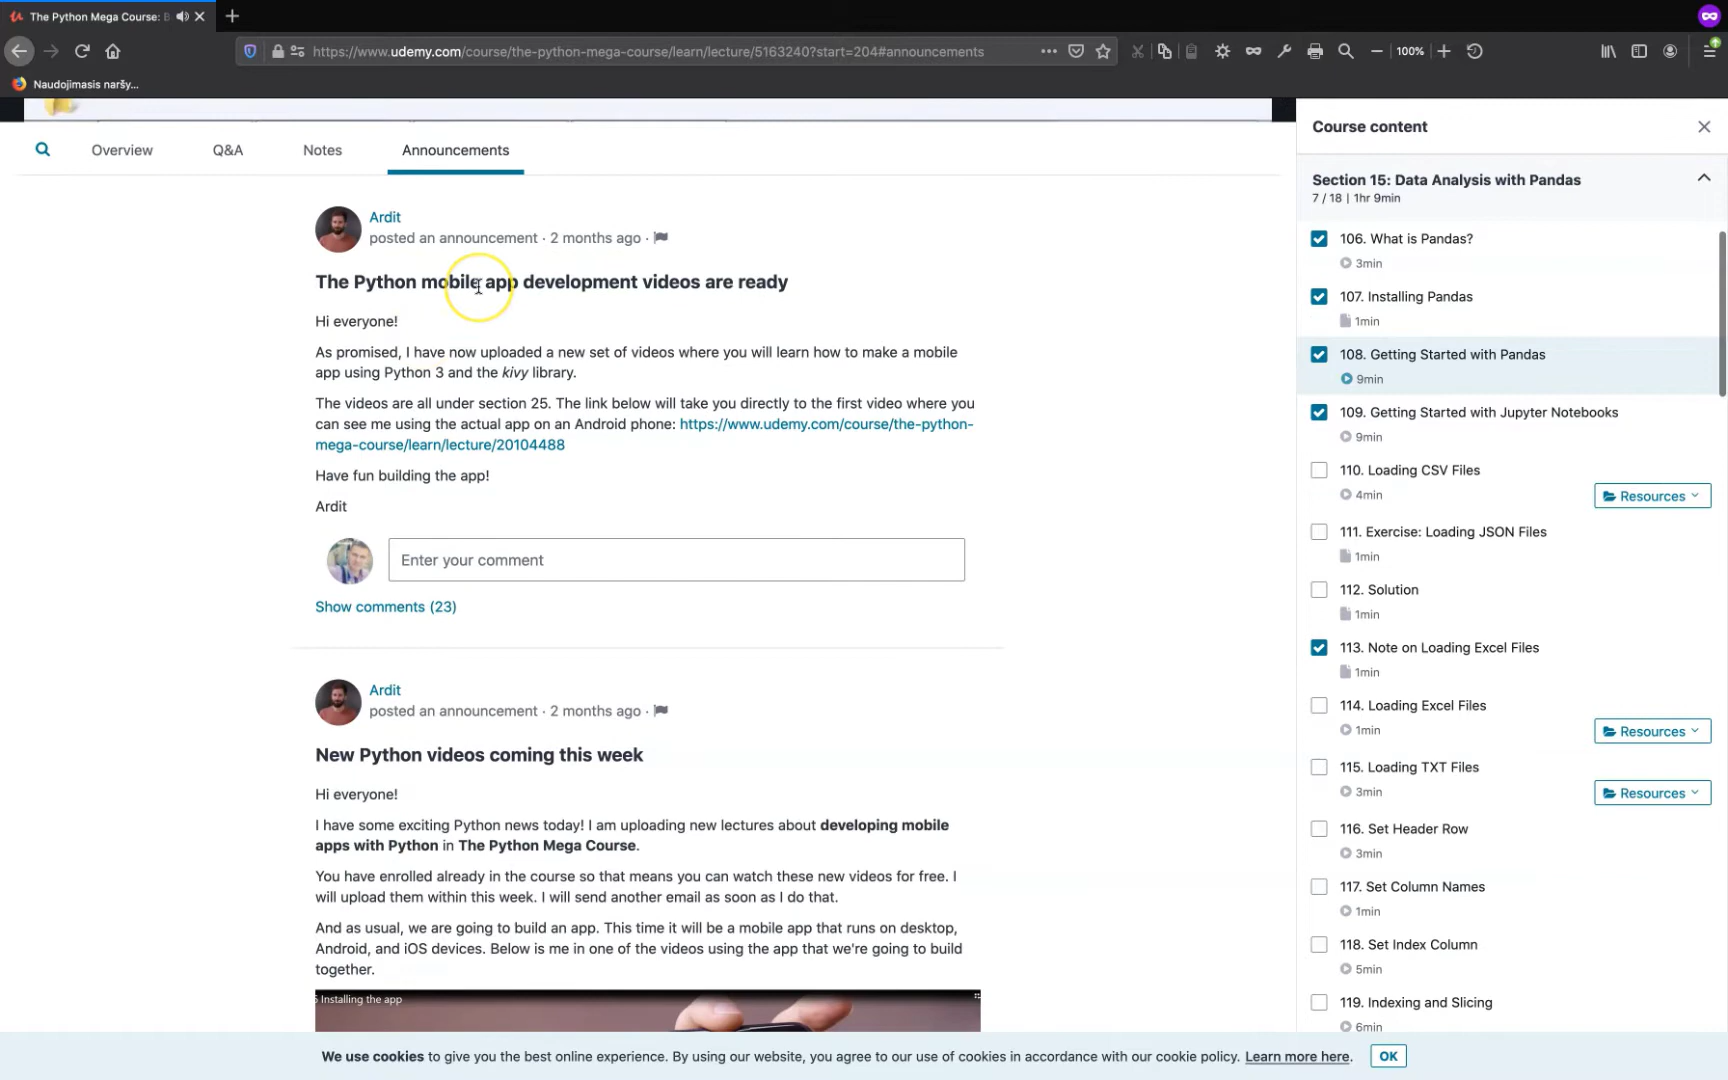 The Python Mega Course: B
https://www.udemy.com/course/the-python-mega-course/learn/lecture/5163240?start=204#announcements
100%
Naudojimasis naršy...
Overview
Q&A
Notes
Announcements
Ardit
posted an announcement · 2 months ago ·
The Python mobile app development videos are ready
Hi everyone!
As promised, I have now uploaded a new set of videos where you will learn how to make a mobile
app using Python 3 and the kivy library.
The videos are all under section 25. The link below will take you directly to the first video where you
can see me using the actual app on an Android phone: https://www.udemy.com/course/the-python-
mega-course/learn/lecture/20104488
Have fun building the app!
Ardit
Enter your comment
Show comments (23)
Ardit
posted an announcement · 2 months ago ·
New Python videos coming this week
Hi everyone!
I have some exciting Python news today! I am uploading new lectures about developing mobile
apps with Python in The Python Mega Course.
You have enrolled already in the course so that means you can watch these new videos for free. I
will upload them within this week. I will send another email as soon as I do that.
And as usual, we are going to build an app. This time it will be a mobile app that runs on desktop,
Android, and iOS devices. Below is me in one of the videos using the app that we're going to build
together.
Installing the app
Course content
Section 15: Data Analysis with Pandas
7 / 18 | 1hr 9min
106. What is Pandas?
3min
107. Installing Pandas
1min
108. Getting Started with Pandas
9min
109. Getting Started with Jupyter Notebooks
9min
110. Loading CSV Files
4min
Resources
111. Exercise: Loading JSON Files
1min
112. Solution
1min
113. Note on Loading Excel Files
1min
114. Loading Excel Files
1min
Resources
115. Loading TXT Files
3min
Resources
116. Set Header Row
3min
117. Set Column Names
1min
118. Set Index Column
5min
119. Indexing and Slicing
6min
We use cookies to give you the best online experience. By using our website, you agree to our use of cookies in accordance with our cookie policy. Learn more here.
OK